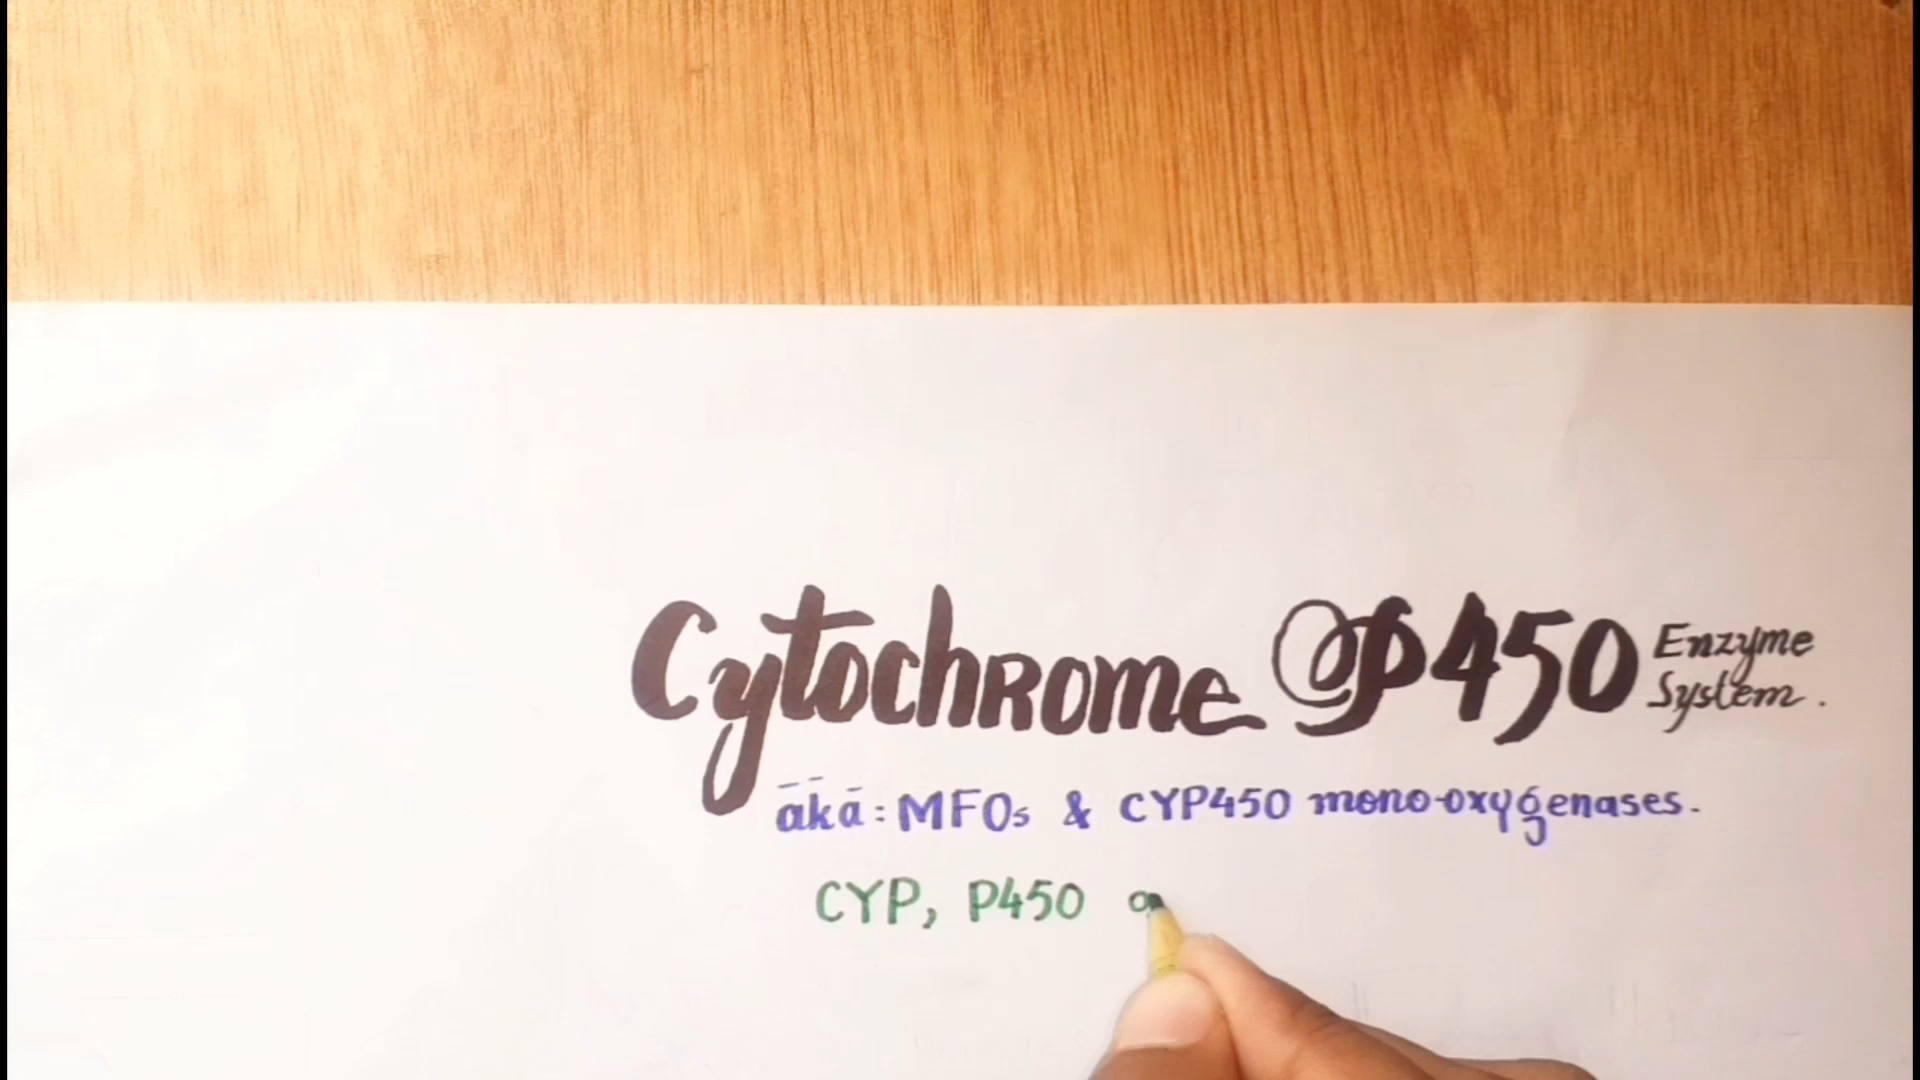 Cytochrome P450 Enzyme System.
aka: MFOs & CYP450 mono-oxygenases.
CYP, P450